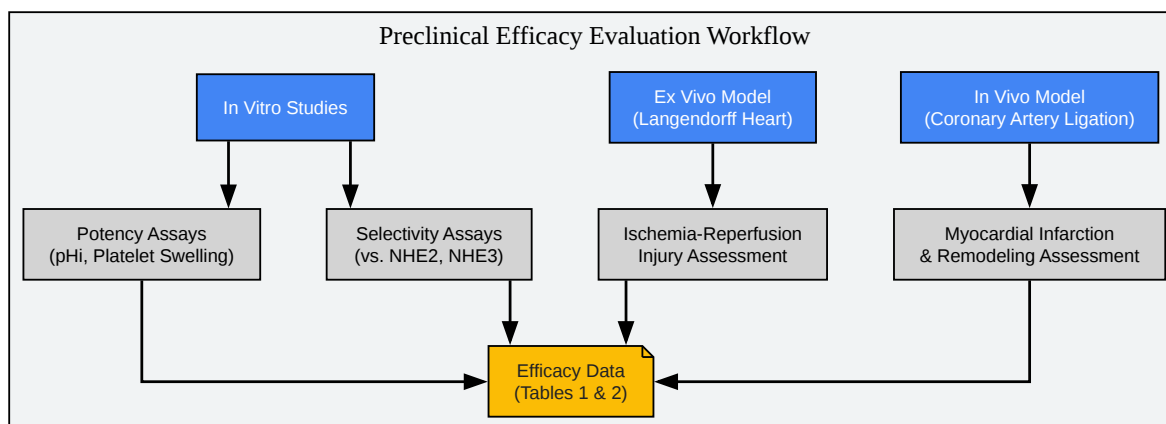 Preclinical Efficacy Evaluation Workflow
In Vitro Studies
Ex Vivo Model
(Langendorff Heart)
In Vivo Model
(Coronary Artery Ligation)
Potency Assays
(pHi, Platelet Swelling)
Selectivity Assays
(vs. NHE2, NHE3)
Ischemia-Reperfusion
Injury Assessment
Myocardial Infarction
& Remodeling Assessment
Efficacy Data
(Tables 1 & 2)